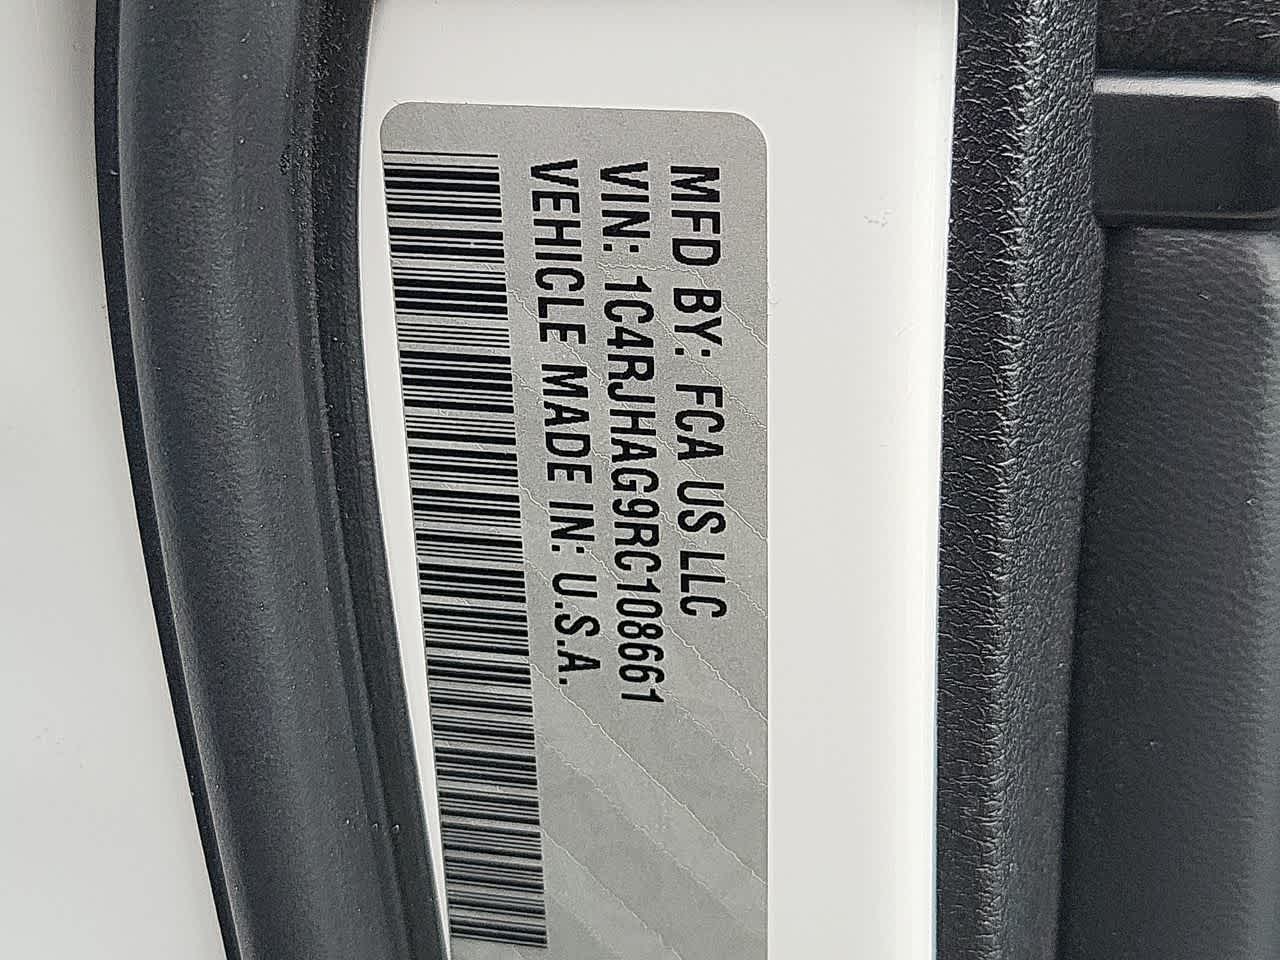 MFD BY: FCA US LLC
VIN: 1C4RJHAG9RC108661
VEHICLE MADE IN: U.S.A.